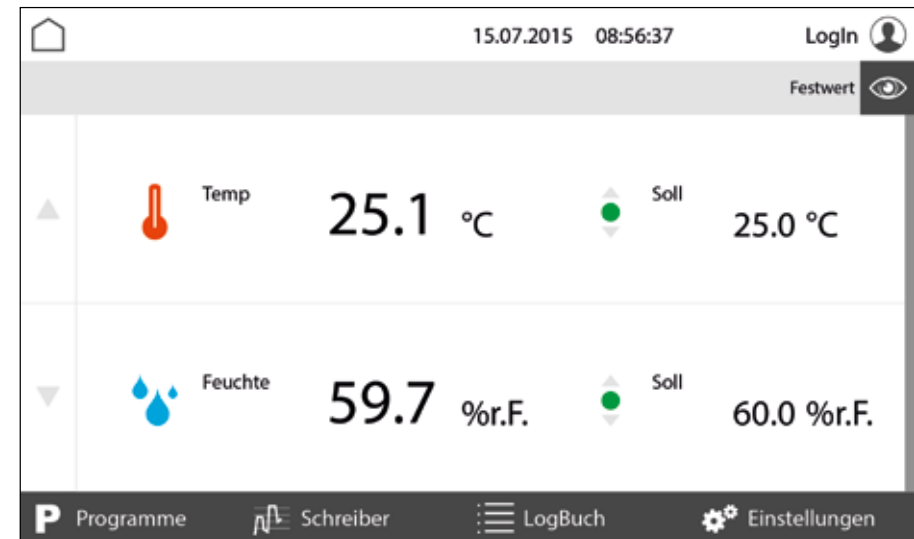 15.07.2015 08:56:37 LogIn
Festwert
Temp 25.1 °C Soll 25.0 °C
Feuchte 59.7 %r.F. Soll 60.0 %r.F.
P Programme Schreiber LogBuch Einstellungen